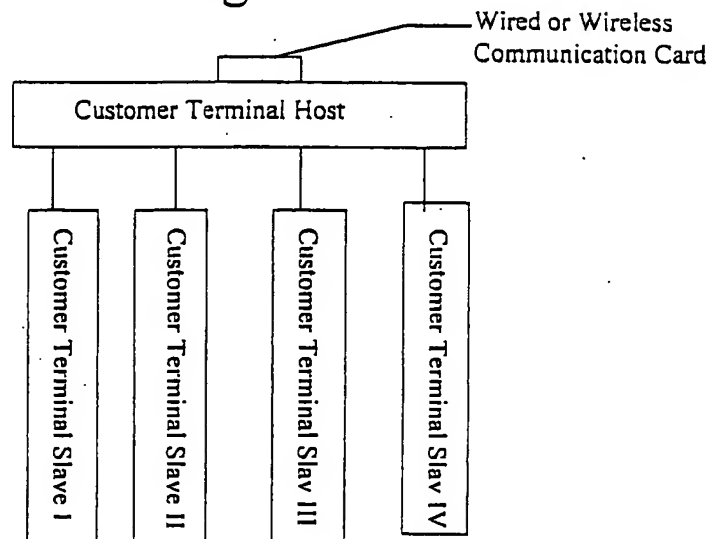 Wired or Wireless
Communication Card
Customer Terminal Host
Customer Terminal Slave I
Customer Terminal Slave II
Customer Terminal Slav III
Customer Terminal Slav IV